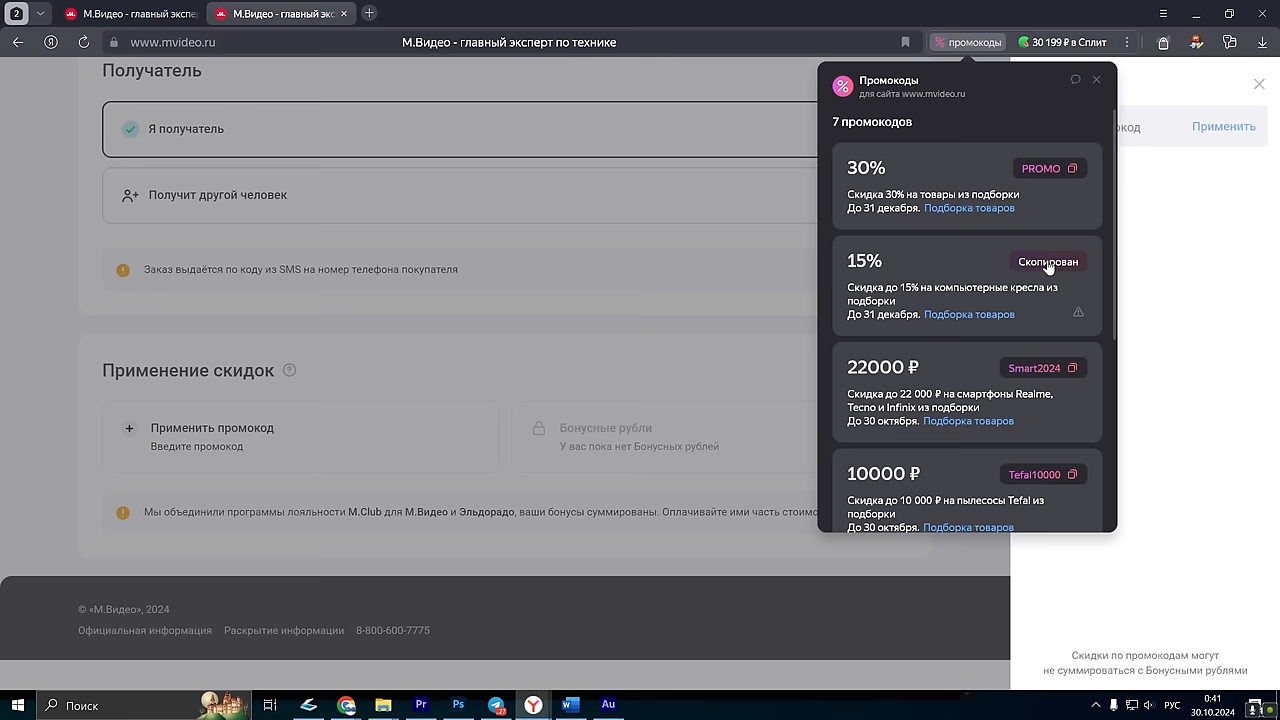 2
М.Видео - главный экспе
М.Видео - главный экс
www.mvideo.ru
М.Видео - главный эксперт по технике
промокоды
30 199 ₽ в Сплит
Получатель
Я получатель
Получит другой человек
Заказ выдаётся по коду из SMS на номер телефона покупателя
Применение скидок
Применить промокод
Введите промокод
Бонусные рубли
У вас пока нет Бонусных рублей
Мы объединили программы лояльности M.Club для М.Видео и Эльдорадо, ваши бонусы суммированы. Оплачивайте ими часть стоимо
© «М.Видео», 2024
Официальная информация
Раскрытие информации
8-800-600-7775
Промокоды
для сайта www.mvideo.ru
7 промокодов
30%
PROMO
Скидка 30% на товары из подборки
До 31 декабря. Подборка товаров
15%
Скопирован
Скидка до 15% на компьютерные кресла из
подборки
До 31 декабря. Подборка товаров
22000 ₽
Smart2024
Скидка до 22 000 ₽ на смартфоны Realme,
Tecno и Infinix из подборки
До 30 октября. Подборка товаров
10000 ₽
Tefal10000
Скидка до 10 000 ₽ на пылесосы Tefal из
подборки
До 30 октября. Подборка товаров
окод
Применить
Скидки по промокодам могут
не суммироваться с Бонусными рублями
Поиск
Pr
Ps
Au
РУС
0:41
30.10.2024